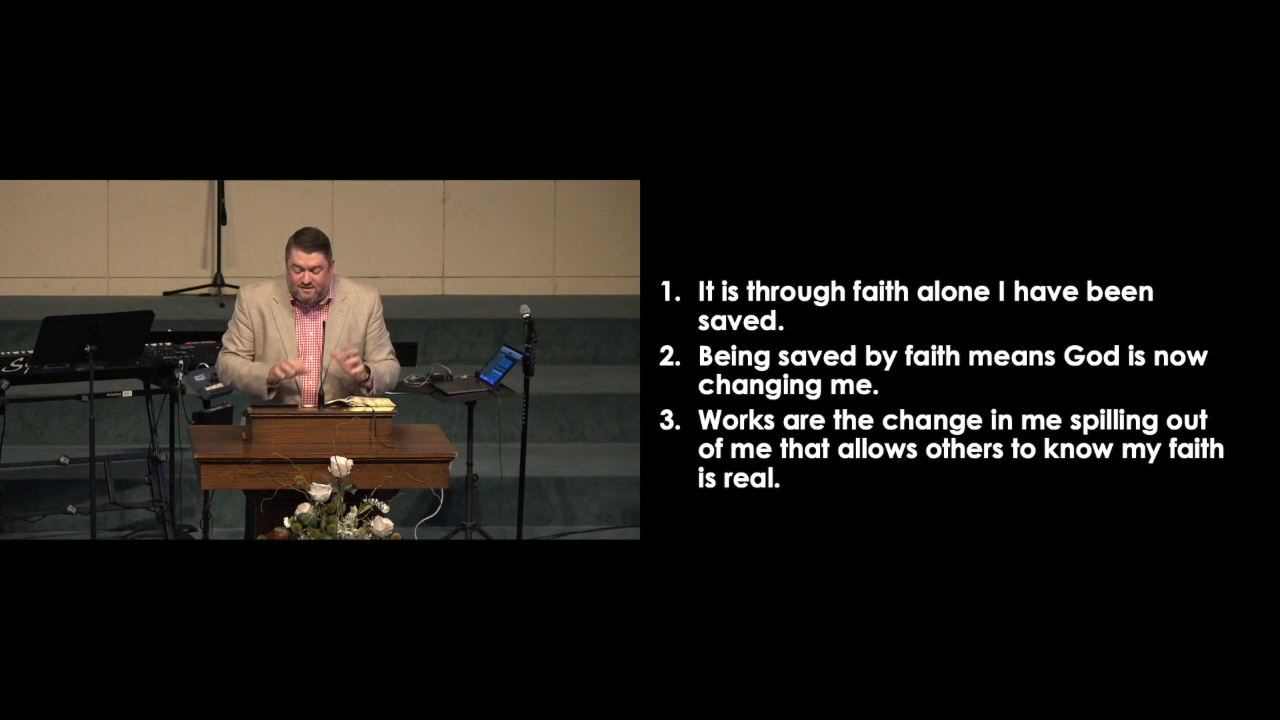 1. It is through faith alone I have been
saved.
2. Being saved by faith means God is now
changing me.
3. Works are the change in me spilling out
of me that allows others to know my faith
is real.